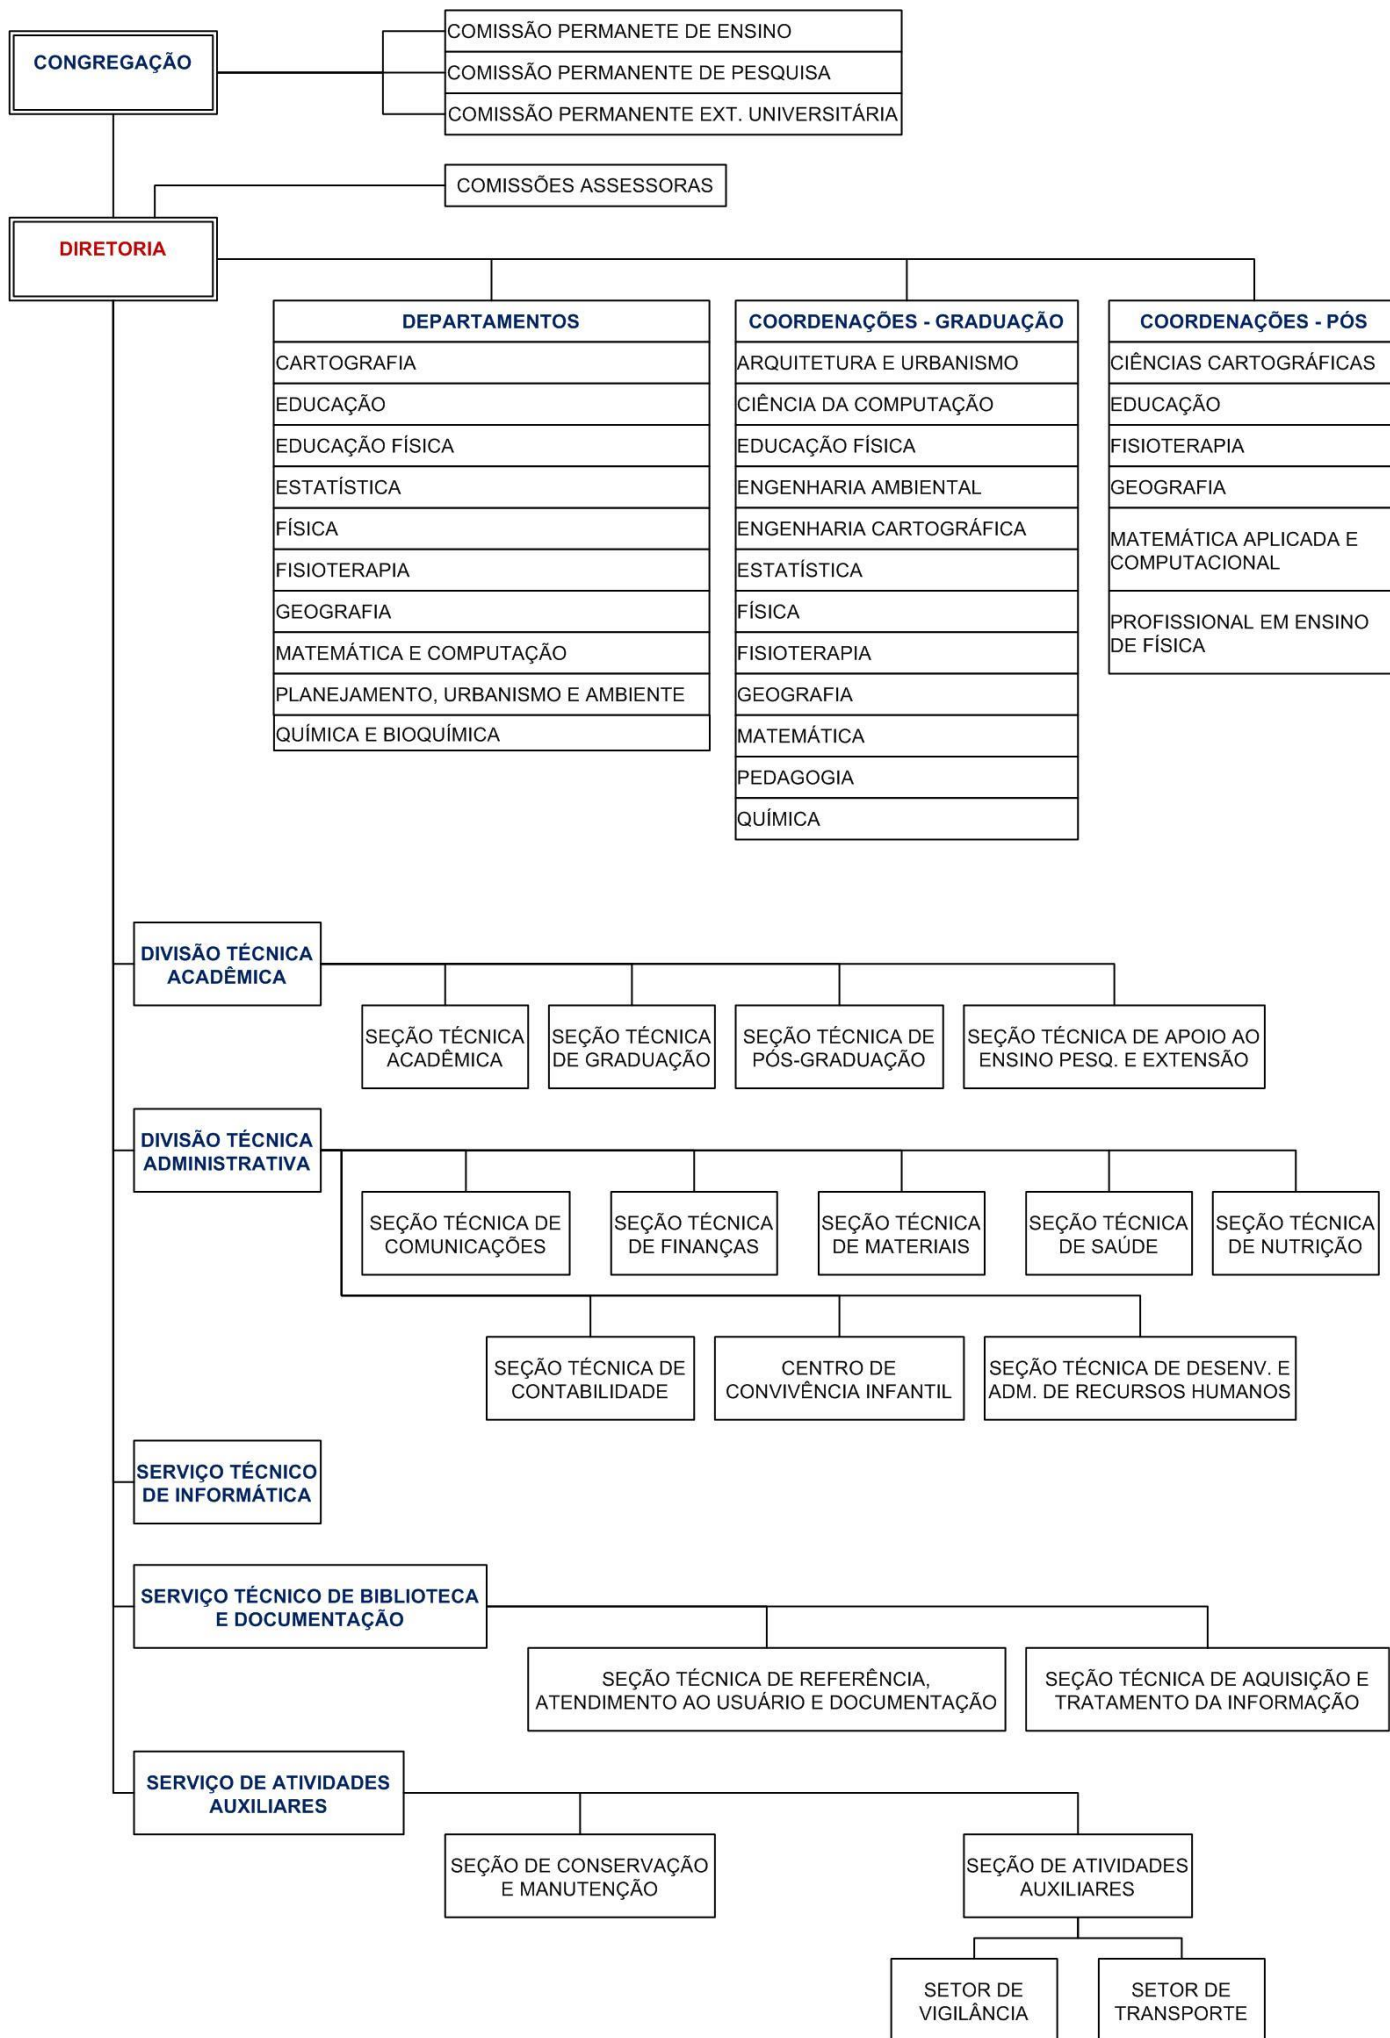 CONGREGAÇÃO
COMISSÃO PERMANETE DE ENSINO
COMISSÃO PERMANENTE DE PESQUISA
COMISSÃO PERMANENTE EXT. UNIVERSITÁRIA
COMISSÕES ASSESSORAS
DIRETORIA
DEPARTAMENTOS
CARTOGRAFIA
EDUCAÇÃO
EDUCAÇÃO FÍSICA
ESTATÍSTICA
FÍSICA
FISIOTERAPIA
GEOGRAFIA
MATEMÁTICA E COMPUTAÇÃO
PLANEJAMENTO, URBANISMO E AMBIENTE
QUÍMICA E BIOQUÍMICA
COORDENAÇÕES - GRADUAÇÃO
ARQUITETURA E URBANISMO
CIÊNCIA DA COMPUTAÇÃO
EDUCAÇÃO FÍSICA
ENGENHARIA AMBIENTAL
ENGENHARIA CARTOGRÁFICA
ESTATÍSTICA
FÍSICA
FISIOTERAPIA
GEOGRAFIA
MATEMÁTICA
PEDAGOGIA
QUÍMICA
COORDENAÇÕES - PÓS
CIÊNCIAS CARTOGRÁFICAS
EDUCAÇÃO
FISIOTERAPIA
GEOGRAFIA
MATEMÁTICA APLICADA E
COMPUTACIONAL
PROFISSIONAL EM ENSINO
DE FÍSICA
DIVISÃO TÉCNICA
ACADÊMICA
SEÇÃO TÉCNICA
ACADÊMICA
SEÇÃO TÉCNICA
DE GRADUAÇÃO
SEÇÃO TÉCNICA DE
PÓS-GRADUAÇÃO
SEÇÃO TÉCNICA DE APOIO AO
ENSINO PESQ. E EXTENSÃO
DIVISÃO TÉCNICA
ADMINISTRATIVA
SEÇÃO TÉCNICA DE
COMUNICAÇÕES
SEÇÃO TÉCNICA
DE FINANÇAS
SEÇÃO TÉCNICA
DE MATERIAIS
SEÇÃO TÉCNICA
DE SAÚDE
SEÇÃO TÉCNICA
DE NUTRIÇÃO
SEÇÃO TÉCNICA DE
CONTABILIDADE
CENTRO DE
CONVIVÊNCIA INFANTIL
SEÇÃO TÉCNICA DE DESENV. E
ADM. DE RECURSOS HUMANOS
SERVIÇO TÉCNICO
DE INFORMÁTICA
SERVIÇO TÉCNICO DE BIBLIOTECA
E DOCUMENTAÇÃO
SEÇÃO TÉCNICA DE REFERÊNCIA,
ATENDIMENTO AO USUÁRIO E DOCUMENTAÇÃO
SEÇÃO TÉCNICA DE AQUISIÇÃO E
TRATAMENTO DA INFORMAÇÃO
SERVIÇO DE ATIVIDADES
AUXILIARES
SEÇÃO DE CONSERVAÇÃO
E MANUTENÇÃO
SEÇÃO DE ATIVIDADES
AUXILIARES
SETOR DE
VIGILÂNCIA
SETOR DE
TRANSPORTE